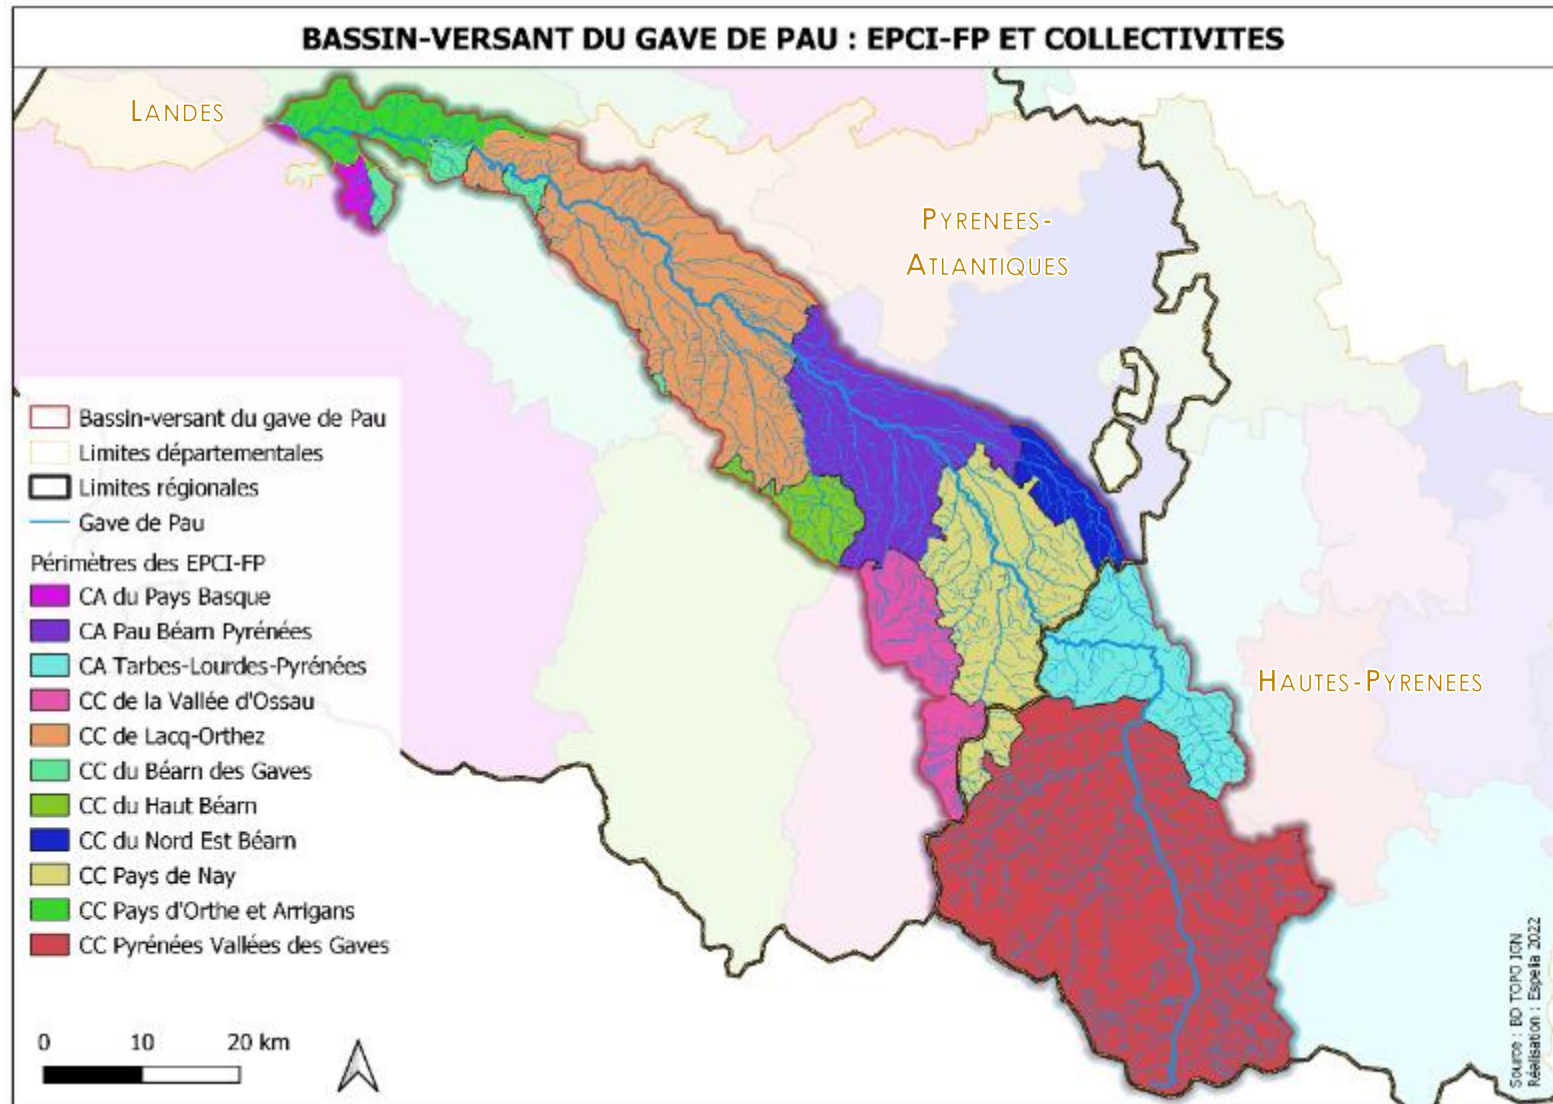 BASSIN-VERSANT DU GAVE DE PAU : EPCI-FP ET COLLECTIVITES
LANDES
PYRENEES-
ATLANTIQUES
HAUTES-PYRENEES
Bassin-versant du gave de Pau
Limites départementales
Limites régionales
Gave de Pau
Périmètres des EPCI-FP
CA du Pays Basque
CA Pau Béarn Pyrénées
CA Tarbes-Lourdes-Pyrénées
CC de la Vallée d'Ossau
CC de Lacq-Orthez
CC du Béarn des Gaves
CC du Haut Béarn
CC du Nord Est Béarn
CC Pays de Nay
CC Pays d'Orthe et Arrigans
CC Pyrénées Vallées des Gaves
0 10 20 km
Source : BD TOPO IGN
Réalisation : Espelia 2022